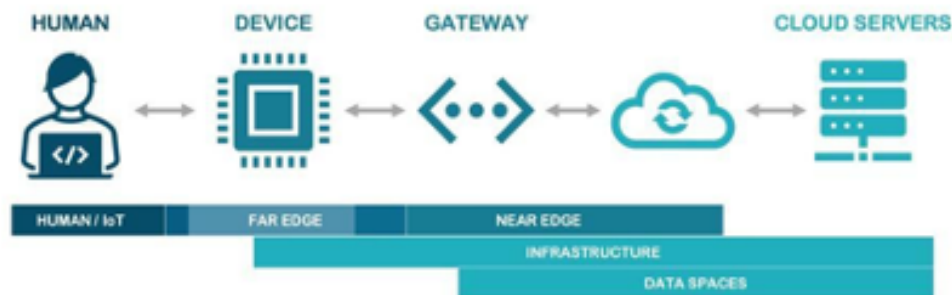 HUMAN DEVICE GATEWAY CLOUD SERVERS
</>
HUMAN / IoT FAR EDGE NEAR EDGE
INFRASTRUCTURE
DATA SPACES